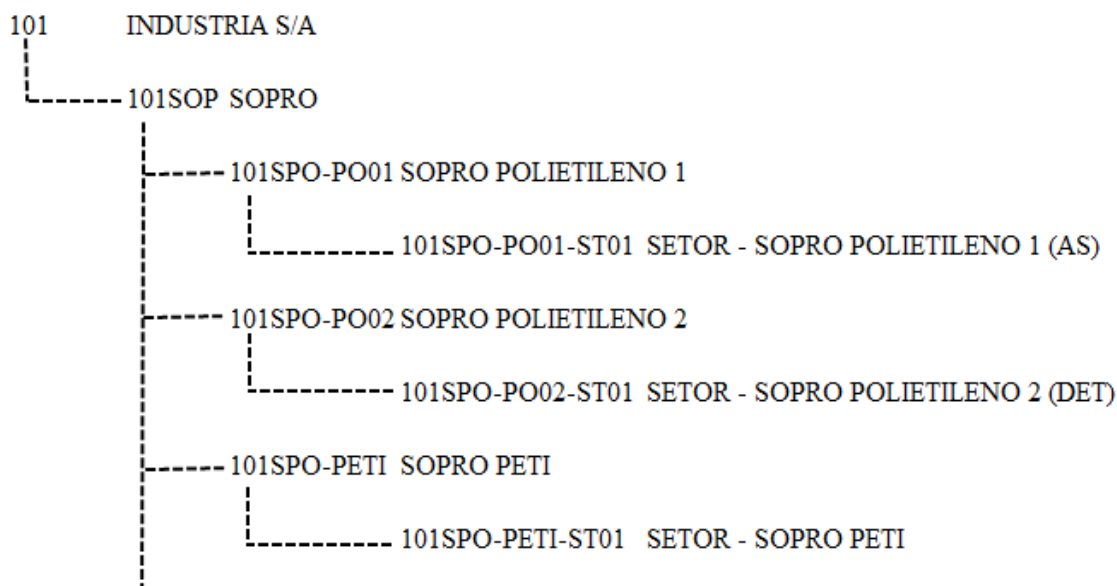 101 INDUSTRIA S/A
101SOP SOPRO
101SPO-PO01 SOPRO POLIETILENO 1
101SPO-PO01-ST01 SETOR - SOPRO POLIETILENO 1 (AS)
101SPO-PO02 SOPRO POLIETILENO 2
101SPO-PO02-ST01 SETOR - SOPRO POLIETILENO 2 (DET)
101SPO-PETI SOPRO PETI
101SPO-PETI-ST01 SETOR - SOPRO PETI